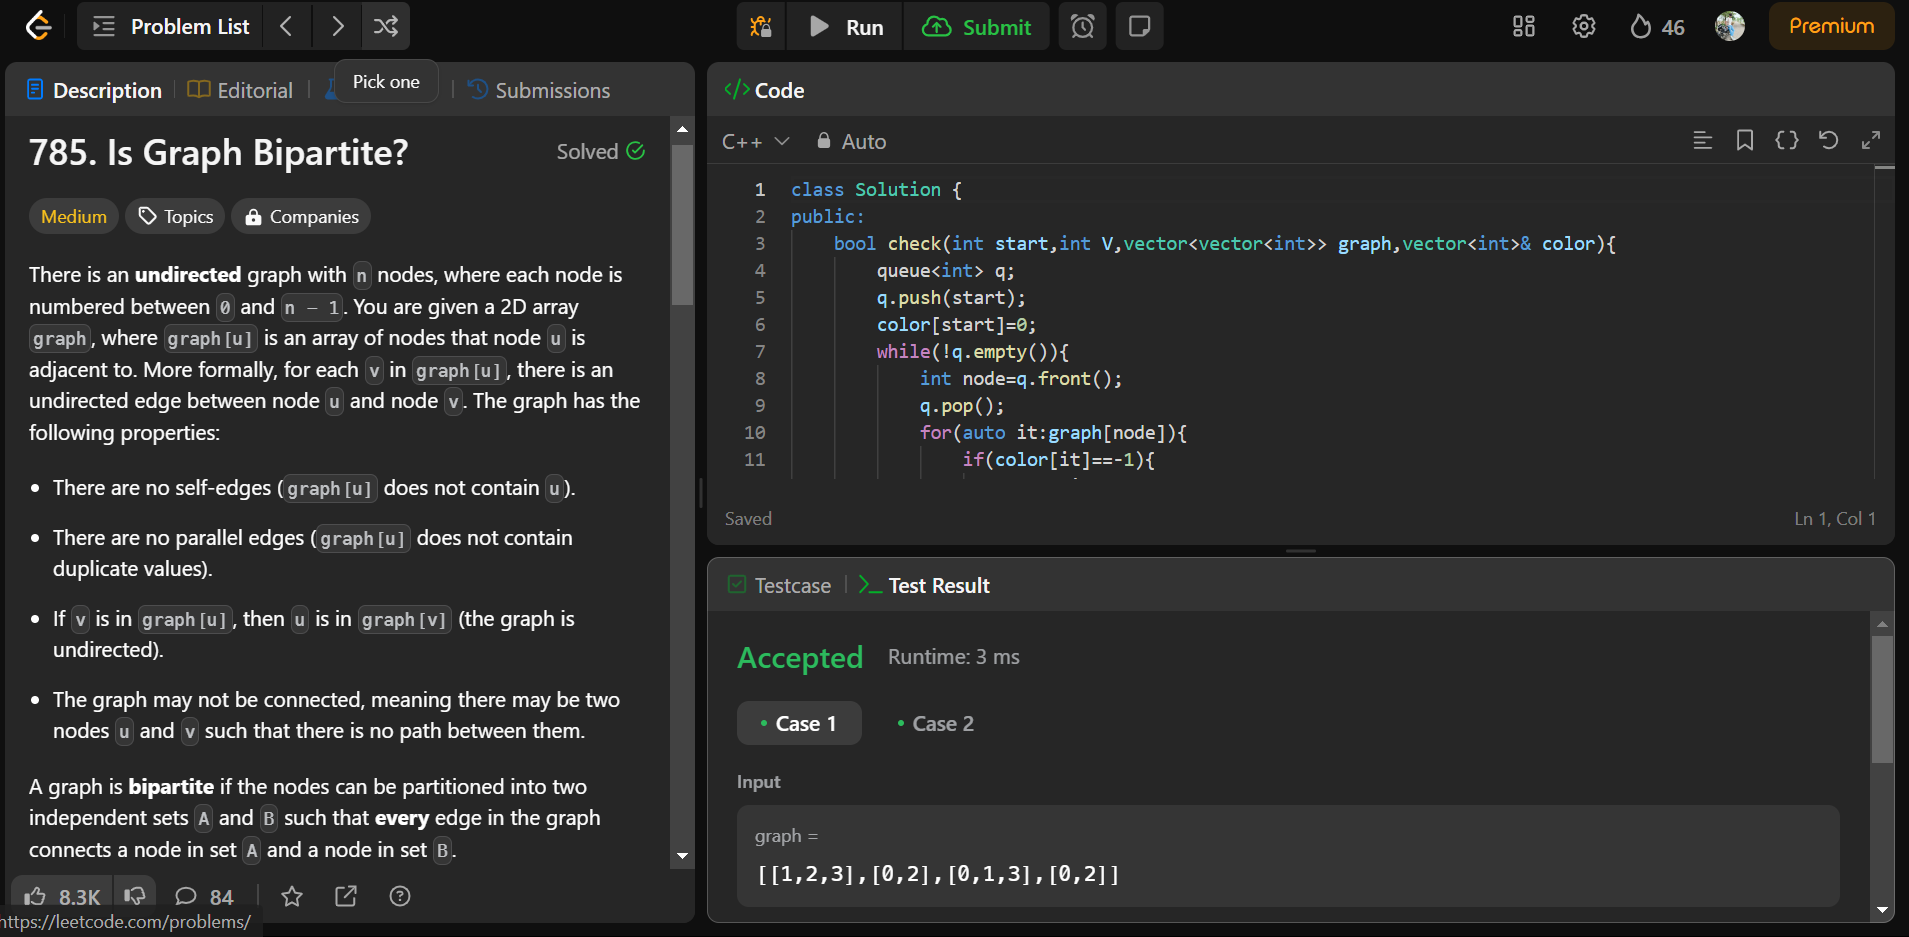 Problem List
Run
Submit
46
Premium
Description
Editorial
Pick one
Submissions
785. Is Graph Bipartite?
Solved
Medium
Topics
Companies
There is an undirected graph with n nodes, where each node is
numbered between 0 and n - 1. You are given a 2D array
graph, where graph[u] is an array of nodes that node u is
adjacent to. More formally, for each v in graph[u], there is an
undirected edge between node u and node v. The graph has the
following properties:
• There are no self-edges (graph[u] does not contain u).
• There are no parallel edges (graph[u] does not contain
duplicate values).
• If v is in graph[u], then u is in graph[v] (the graph is
undirected).
• The graph may not be connected, meaning there may be two
nodes u and v such that there is no path between them.
A graph is bipartite if the nodes can be partitioned into two
independent sets A and B such that every edge in the graph
connects a node in set A and a node in set B.
8.3K
84
https://leetcode.com/problems/
</> Code
C++
Auto
1 class Solution {
2 public:
3 bool check(int start,int V,vector<vector<int>> graph,vector<int>& color){
4 queue<int> q;
5 q.push(start);
6 color[start]=0;
7 while(!q.empty()){
8 int node=q.front();
9 q.pop();
10 for(auto it:graph[node]){
11 if(color[it]==-1){
Saved
Ln 1, Col 1
Testcase
Test Result
Accepted
Runtime: 3 ms
• Case 1
• Case 2
Input
graph =
[[1,2,3],[0,2],[0,1,3],[0,2]]